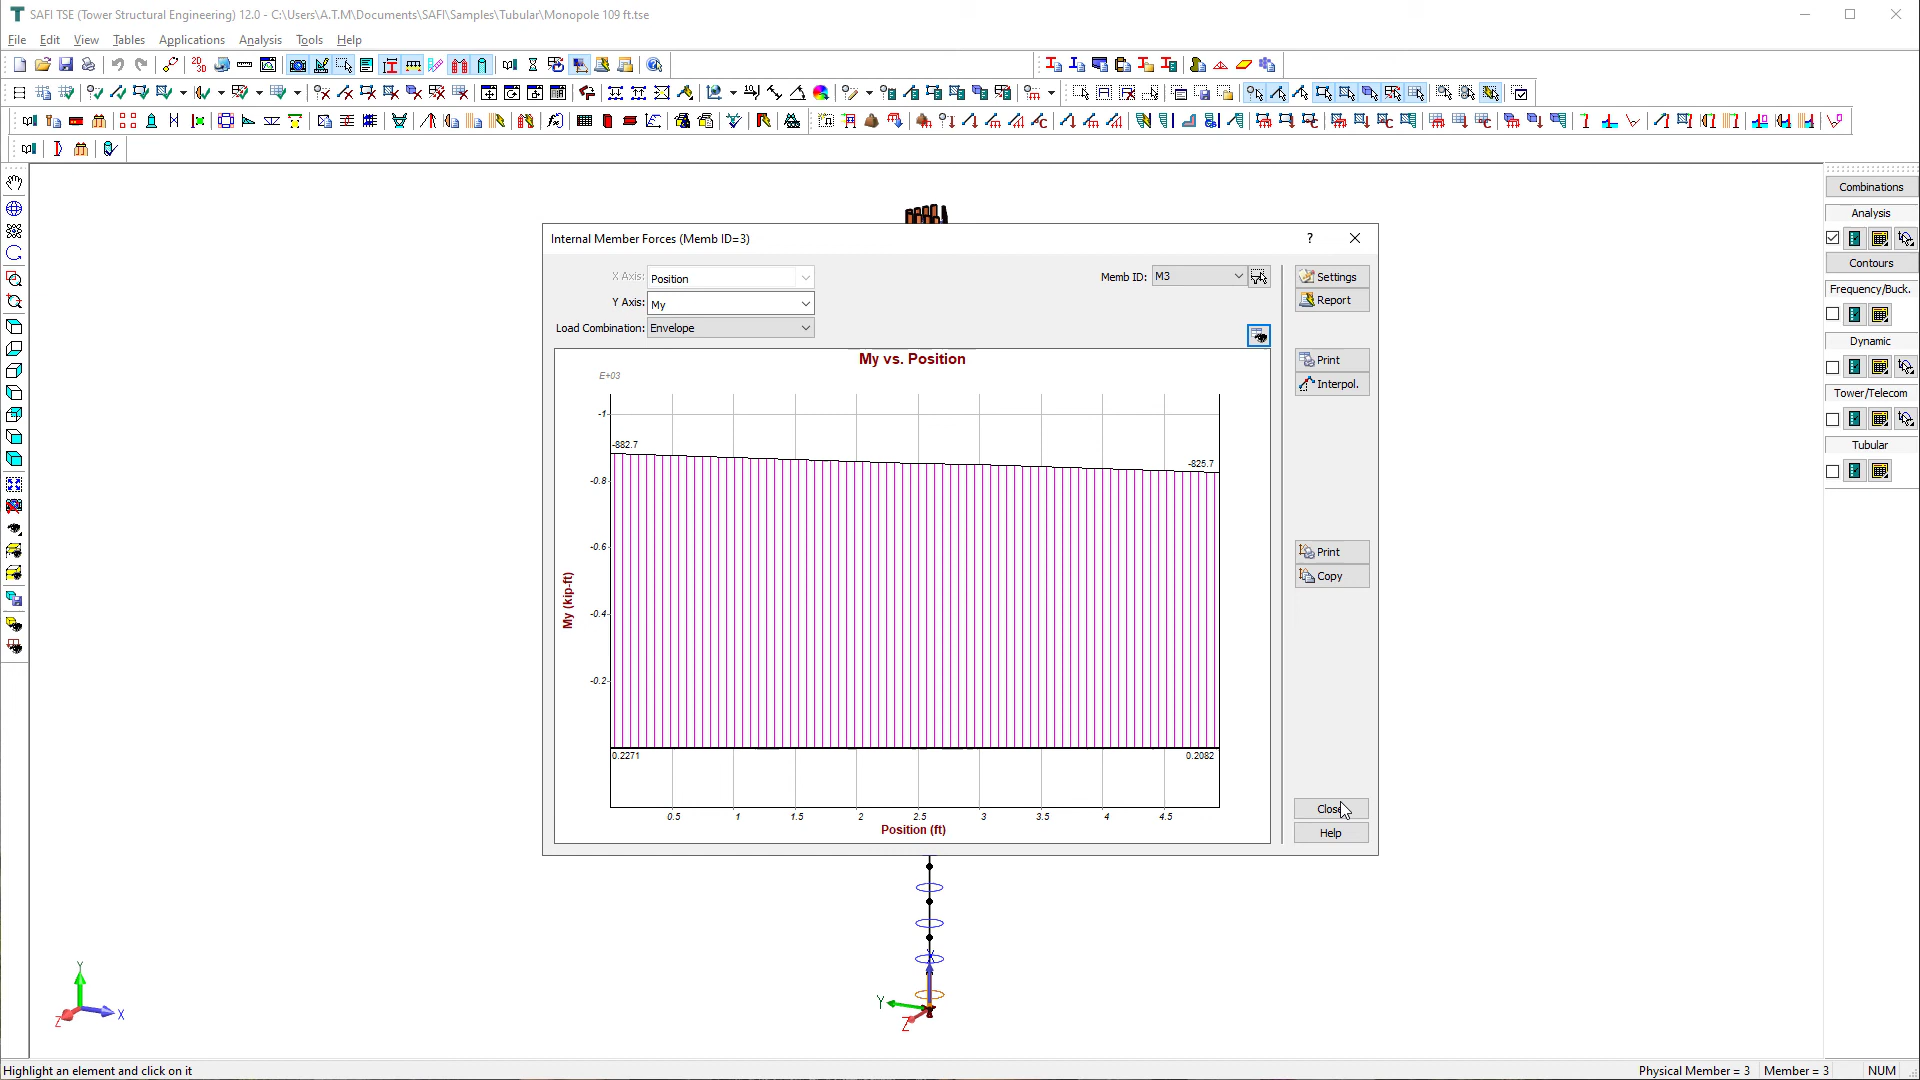 SAFI TSE (Tower Structural Engineering) 12.0 - C:\Users\A.T.M\Documents\SAFI\Samples\Tubular\Monopole 109 ft.tse
File Edit View Tables Applications Analysis Tools Help
Combinations
Analysis
Contours
Frequency/Buck.
Dynamic
Tower/Telecom
Tubular
Internal Member Forces (Memb ID=3)
?
X Axis: Position
Memb ID: M3
Settings
Y Axis: My
Report
Load Combination: Envelope
My vs. Position
Print
E+03
Interpol.
-1
-882.7
-825.7
-0.8
-0.6
Print
Copy
My (kip-ft)
-0.4
-0.2
0.2271
0.2082
0.5 1 1.5 2 2.5 3 3.5 4 4.5
Position (ft)
Close
Help
Y
X
Z
X
Y
Z
Highlight an element and click on it
Physical Member = 3 Member = 3 NUM